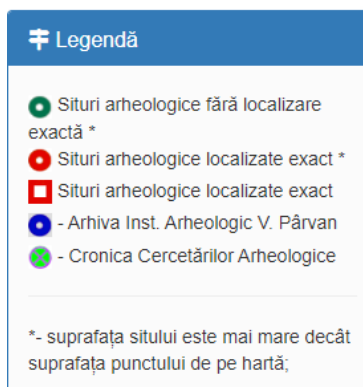 Legendă
Situri arheologice fără localizare
exactă *
Situri arheologice localizate exact *
Situri arheologice localizate exact
- Arhiva Inst. Arheologic V. Pârvan
- Cronica Cercetărilor Arheologice
*- suprafața sitului este mai mare decât
suprafața punctului de pe hartă;